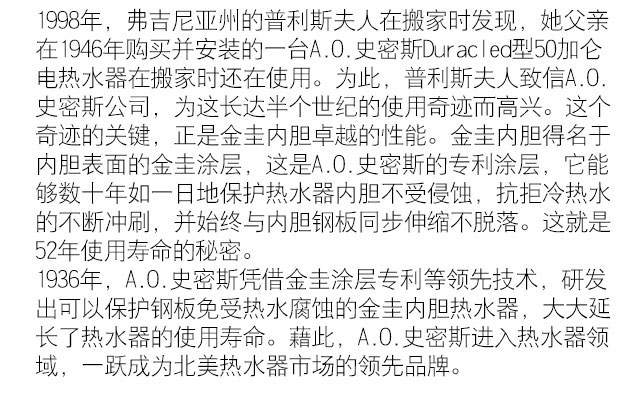 1998年，弗吉尼亚州的普利斯夫人在搬家时发现，她父亲
在1946年购买并安装的一台A.O.史密斯Duracled型50加仑
电热水器在搬家时还在使用。为此，普利斯夫人致信A.O.
史密斯公司，为这长达半个世纪的使用奇迹而高兴。这个
奇迹的关键，正是金圭内胆卓越的性能。金圭内胆得名于
内胆表面的金圭涂层，这是A.O.史密斯的专利涂层，它能
够数十年如一日地保护热水器内胆不受侵蚀，抗拒冷热水
的不断冲刷，并始终与内胆钢板同步伸缩不脱落。这就是
52年使用寿命的秘密。
1936年，A.O.史密斯凭借金圭涂层专利等领先技术，研发
出可以保护钢板免受热水腐蚀的金圭内胆热水器，大大延
长了热水器的使用寿命。藉此，A.O.史密斯进入热水器领
域，一跃成为北美热水器市场的领先品牌。